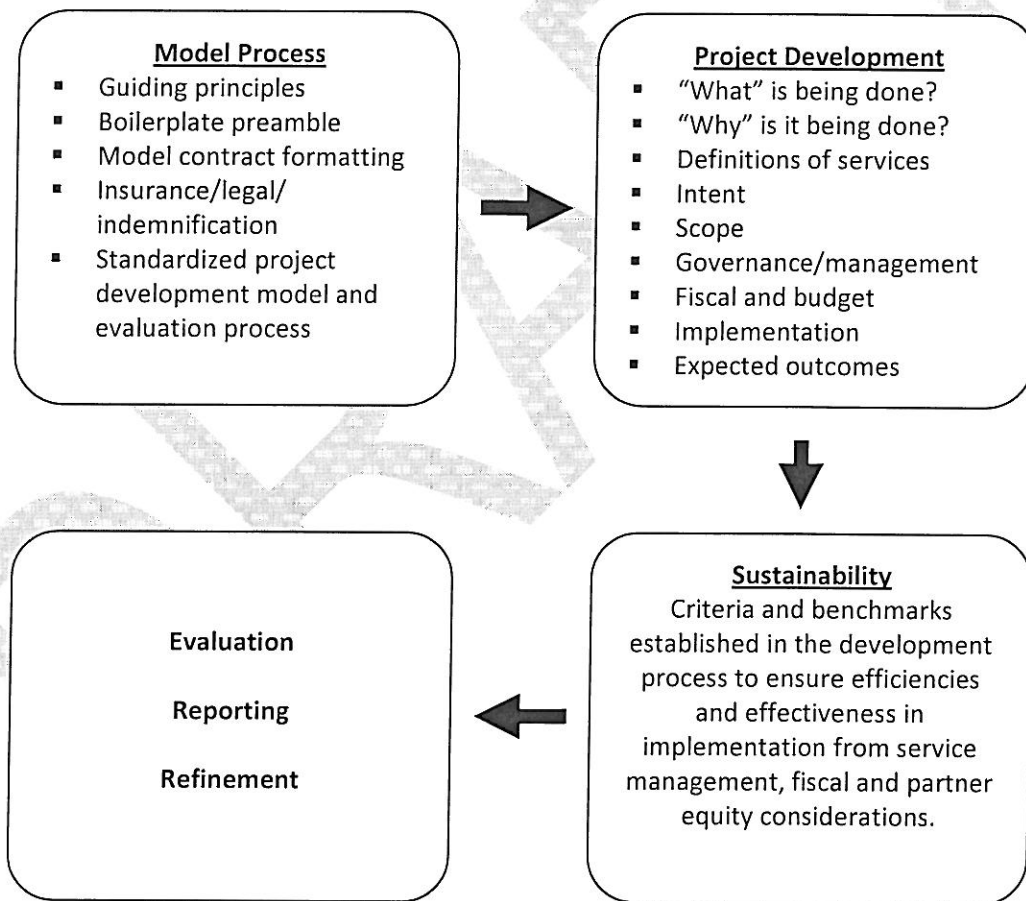 Model Process
▪ Guiding principles
▪ Boilerplate preamble
▪ Model contract formatting
▪ Insurance/legal/
indemnification
▪ Standardized project
development model and
evaluation process
Project Development
▪ “What” is being done?
▪ “Why” is it being done?
▪ Definitions of services
▪ Intent
▪ Scope
▪ Governance/management
▪ Fiscal and budget
▪ Implementation
▪ Expected outcomes
Sustainability
Criteria and benchmarks
established in the development
process to ensure efficiencies
and effectiveness in
implementation from service
management, fiscal and partner
equity considerations.
Evaluation
Reporting
Refinement